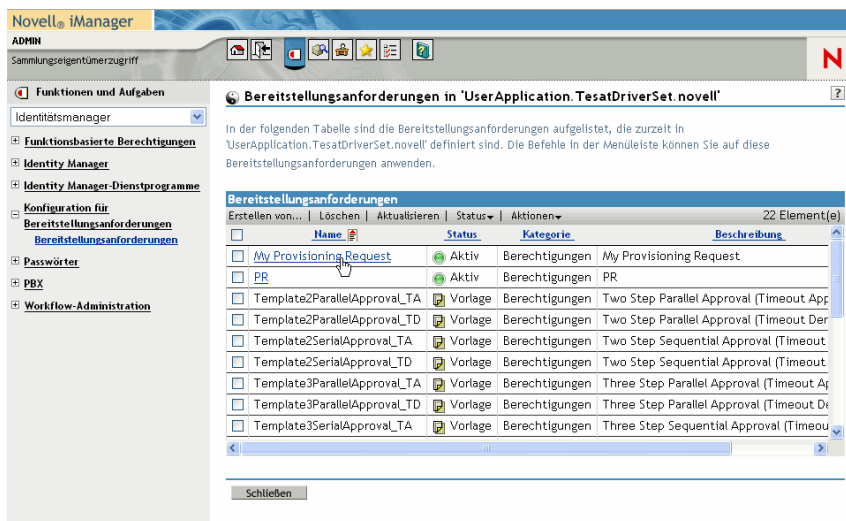 Novell® iManager
ADMIN
Sammlungseigentümerzugriff
N
Funktionen und Aufgaben
Identitätsmanager
Funktionsbasierte Berechtigungen
Identity Manager
Identity Manager-Dienstprogramme
Konfiguration für
Bereitstellungsanforderungen
Bereitstellungsanforderungen
Passwörter
PBX
Workflow-Administration
Bereitstellungsanforderungen in 'UserApplication.TesatDriverSet.novell'
?
In der folgenden Tabelle sind die Bereitstellungsanforderungen aufgelistet, die zurzeit in
'UserApplication.TesatDriverSet.novell' definiert sind. Die Befehle in der Menüleiste können Sie auf diese
Bereitstellungsanforderungen anwenden.
Bereitstellungsanforderungen
Erstellen von... | Löschen | Aktualisieren | Status | Aktionen 22 Element(e)
Name Status Kategorie Beschreibung
My Provisioning Request Aktiv Berechtigungen My Provisioning Request
PR Aktiv Berechtigungen PR
Template2ParallelApproval_TA Vorlage Berechtigungen Two Step Parallel Approval (Timeout App
Template2ParallelApproval_TD Vorlage Berechtigungen Two Step Parallel Approval (Timeout Den
Template2SerialApproval_TA Vorlage Berechtigungen Two Step Sequential Approval (Timeout
Template2SerialApproval_TD Vorlage Berechtigungen Two Step Sequential Approval (Timeout
Template3ParallelApproval_TA Vorlage Berechtigungen Three Step Parallel Approval (Timeout Ap
Template3ParallelApproval_TD Vorlage Berechtigungen Three Step Parallel Approval (Timeout De
Template3SerialApproval_TA Vorlage Berechtigungen Three Step Sequential Approval (Timeou
Schließen